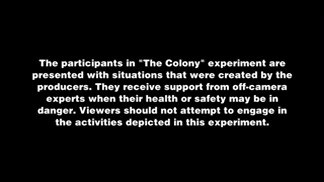 The participants in "The Colony" experiment are
presented with situations that were created by the
producers. They receive support from off-camera
experts when their health or safety may be in
danger. Viewers should not attempt to engage in
the activities depicted in this experiment.